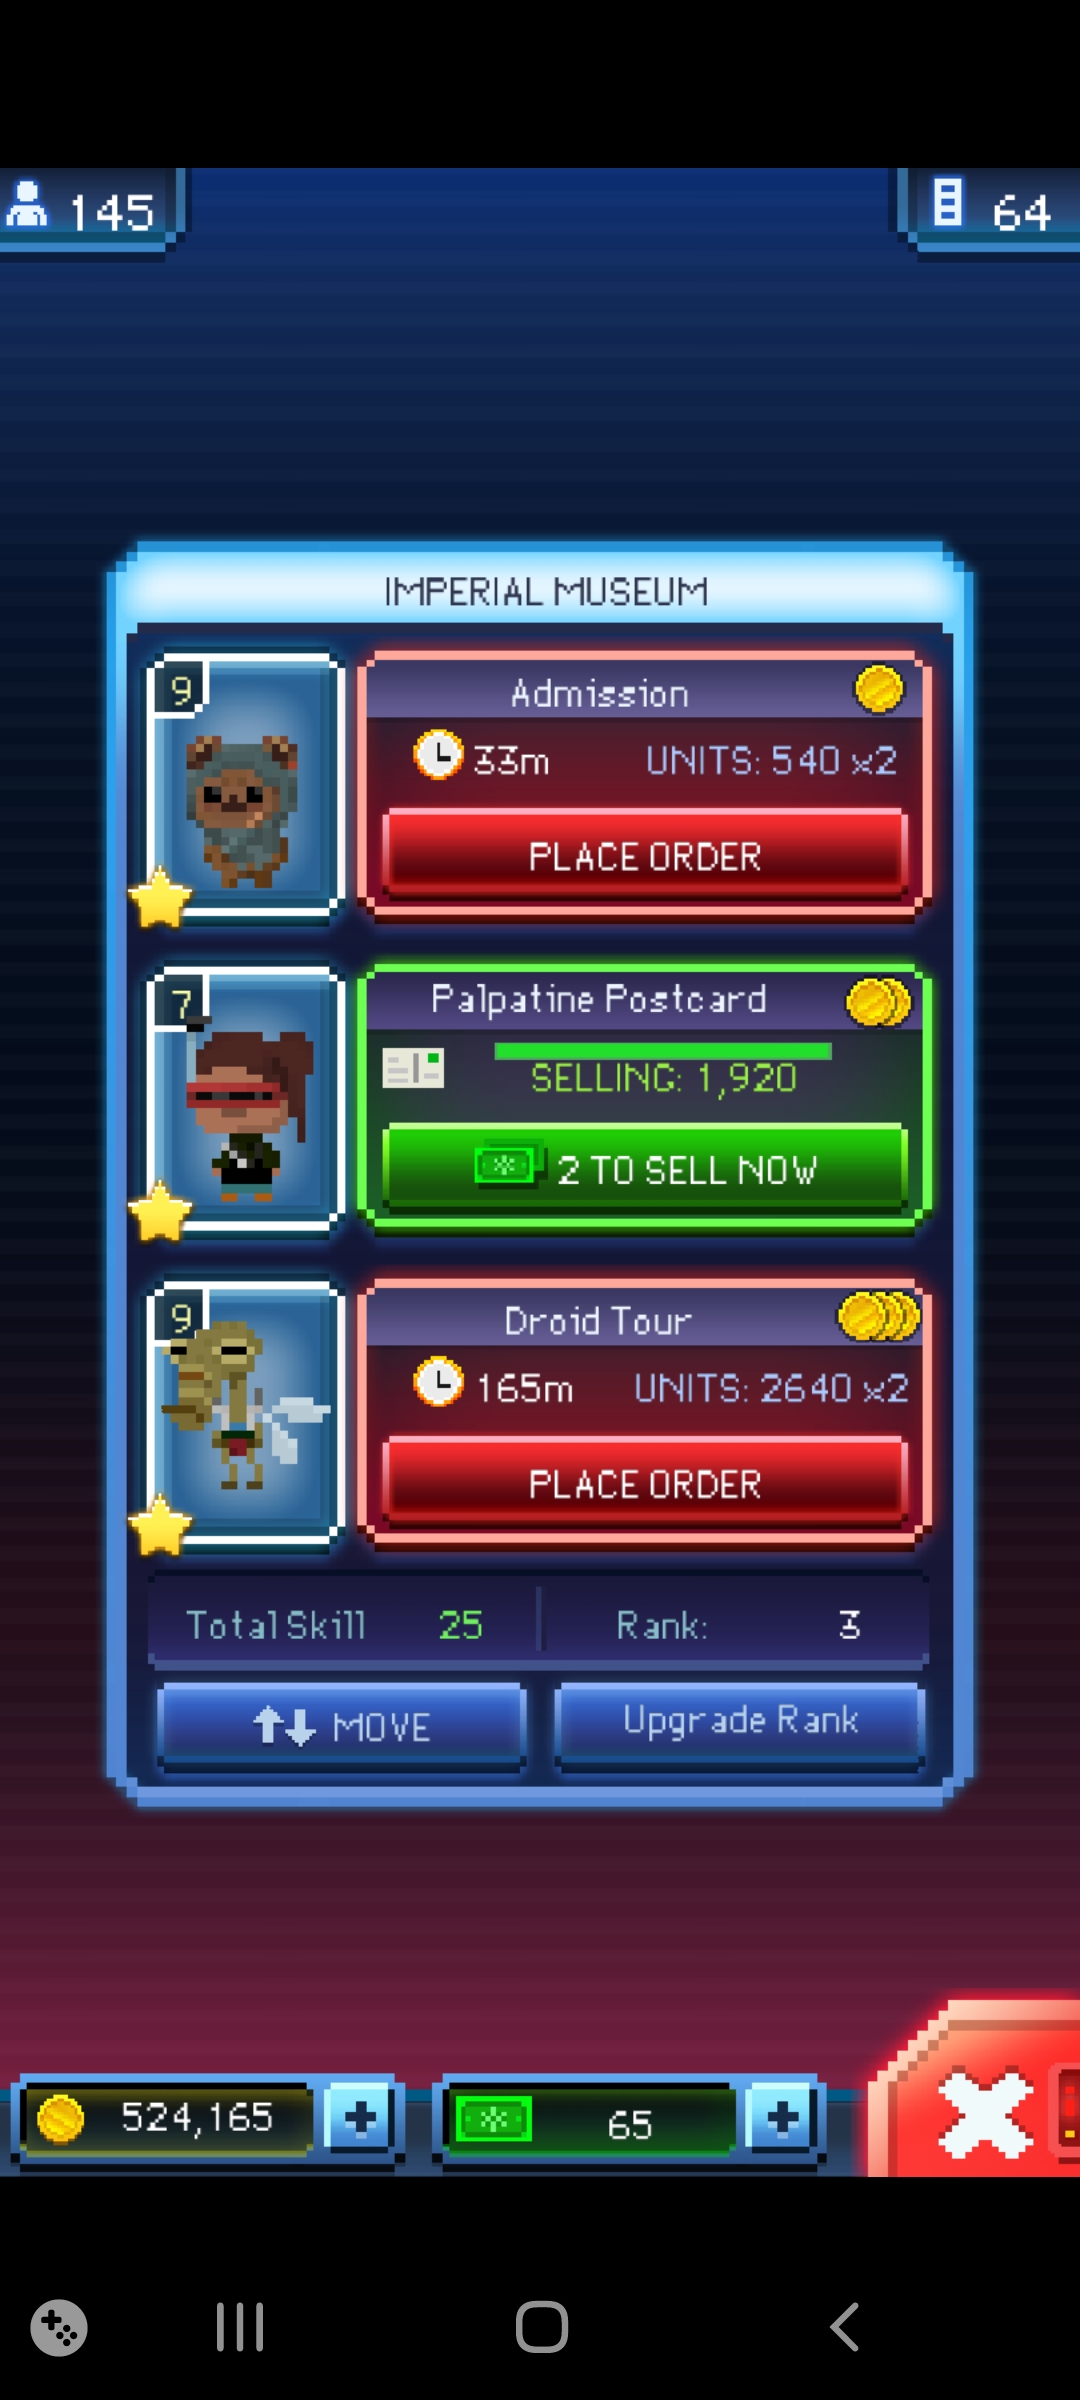 145
64
IMPERIAL MUSEUM
9
Admission
33m UNITS: 540 x2
PLACE ORDER
7
Palpatine Postcard
SELLING: 1,920
2 TO SELL NOW
9
Droid Tour
165m UNITS: 2640 x2
PLACE ORDER
Total Skill 25 Rank: 3
MOVE Upgrade Rank
524,165 65